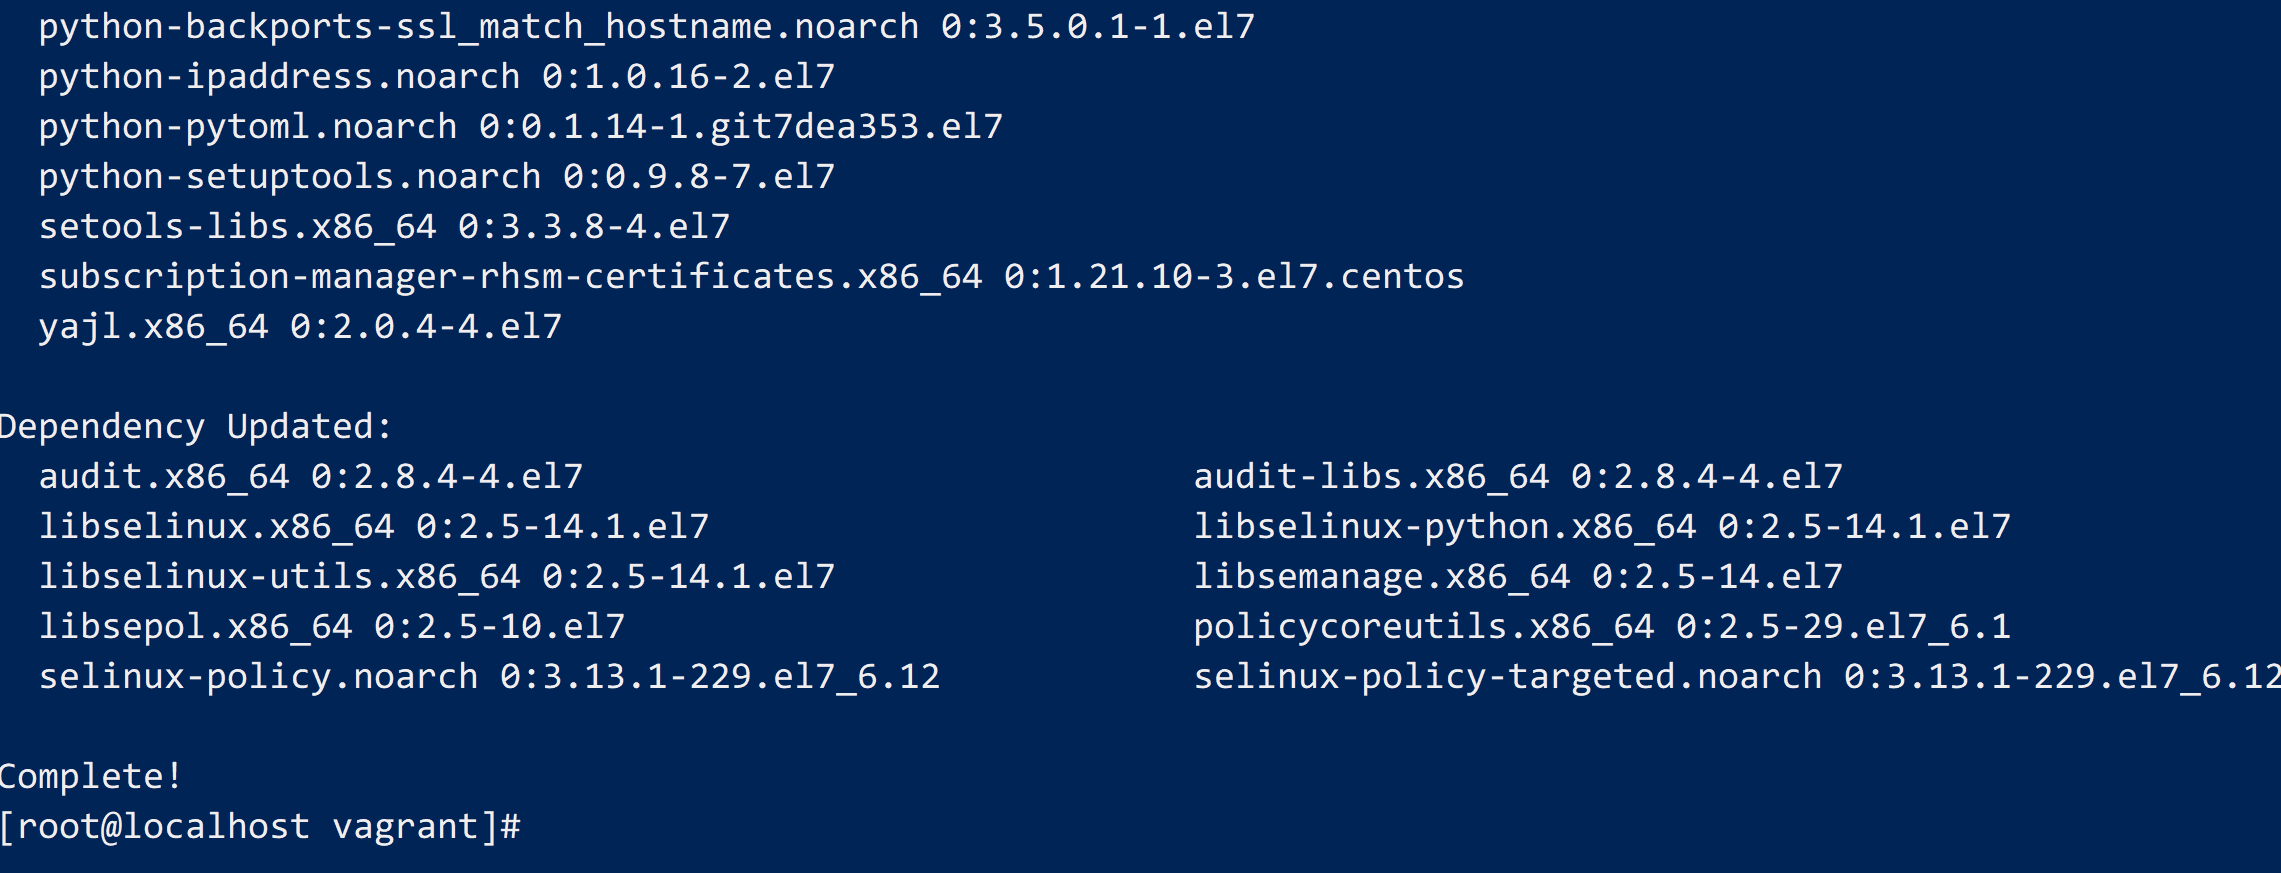 python-backports-ssl_match_hostname.noarch 0:3.5.0.1-1.el7
python-ipaddress.noarch 0:1.0.16-2.el7
python-pytoml.noarch 0:0.1.14-1.git7dea353.el7
python-setuptools.noarch 0:0.9.8-7.el7
setools-libs.x86_64 0:3.3.8-4.el7
subscription-manager-rhsm-certificates.x86_64 0:1.21.10-3.el7.centos
yajl.x86_64 0:2.0.4-4.el7
Dependency Updated:
audit.x86_64 0:2.8.4-4.el7 audit-libs.x86_64 0:2.8.4-4.el7
libselinux.x86_64 0:2.5-14.1.el7 libselinux-python.x86_64 0:2.5-14.1.el7
libselinux-utils.x86_64 0:2.5-14.1.el7 libsemanage.x86_64 0:2.5-14.el7
libsepol.x86_64 0:2.5-10.el7 policycoreutils.x86_64 0:2.5-29.el7_6.1
selinux-policy.noarch 0:3.13.1-229.el7_6.12 selinux-policy-targeted.noarch 0:3.13.1-229.el7_6.12
Complete!
[root@localhost vagrant]#